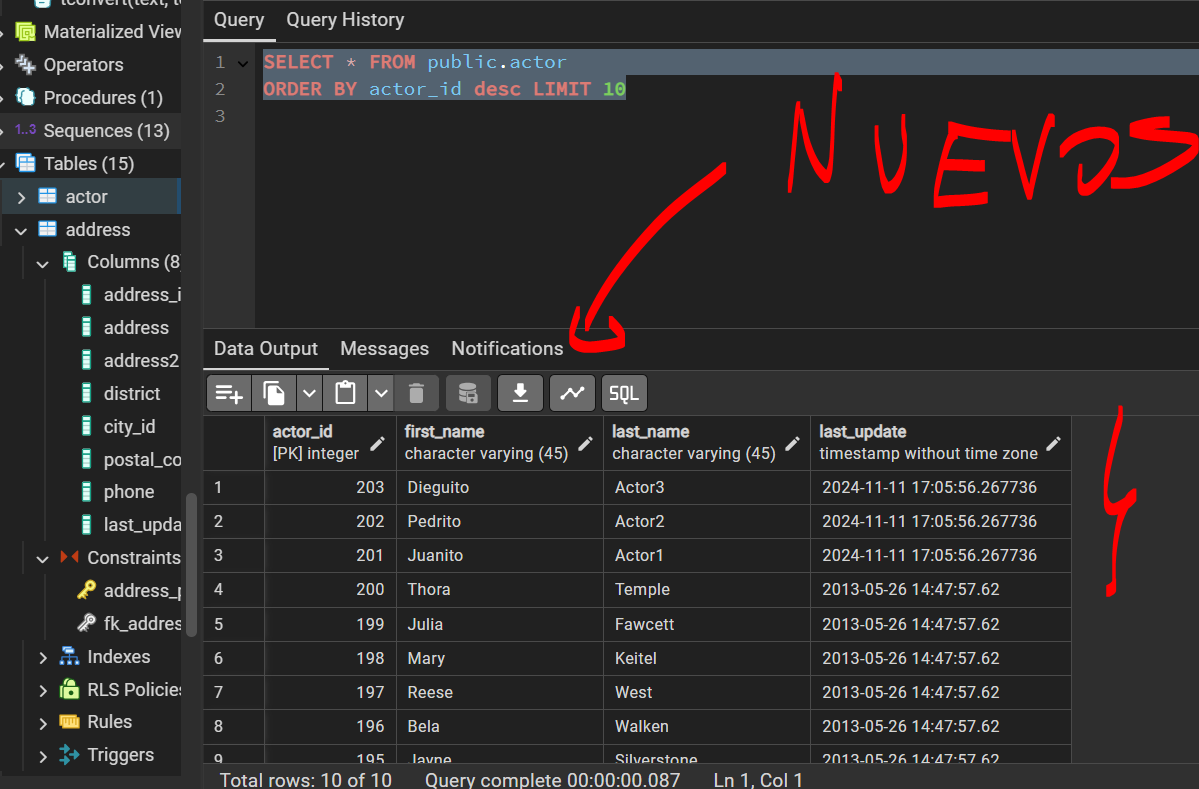 tconvert(text, t
Materialized View
Operators
Procedures (1)
1..3 Sequences (13)
Tables (15)
actor
address
Columns (8)
address_i
address
address2
district
city_id
postal_co
phone
last_upda
Constraints
address_p
fk_addres
Indexes
RLS Policies
Rules
Triggers
Query Query History
1 SELECT * FROM public.actor
2 ORDER BY actor_id desc LIMIT 10
3
NUEVOS
Data Output Messages Notifications
SQL
actor_id first_name last_name last_update
[PK] integer character varying (45) character varying (45) timestamp without time zone
1 203 Dieguito Actor3 2024-11-11 17:05:56.267736
2 202 Pedrito Actor2 2024-11-11 17:05:56.267736
3 201 Juanito Actor1 2024-11-11 17:05:56.267736
4 200 Thora Temple 2013-05-26 14:47:57.62
5 199 Julia Fawcett 2013-05-26 14:47:57.62
6 198 Mary Keitel 2013-05-26 14:47:57.62
7 197 Reese West 2013-05-26 14:47:57.62
8 196 Bela Walken 2013-05-26 14:47:57.62
9 195 Jayne Silverstone 2013-05-26 14:47:57.62
Total rows: 10 of 10 Query complete 00:00:00.087 Ln 1, Col 1